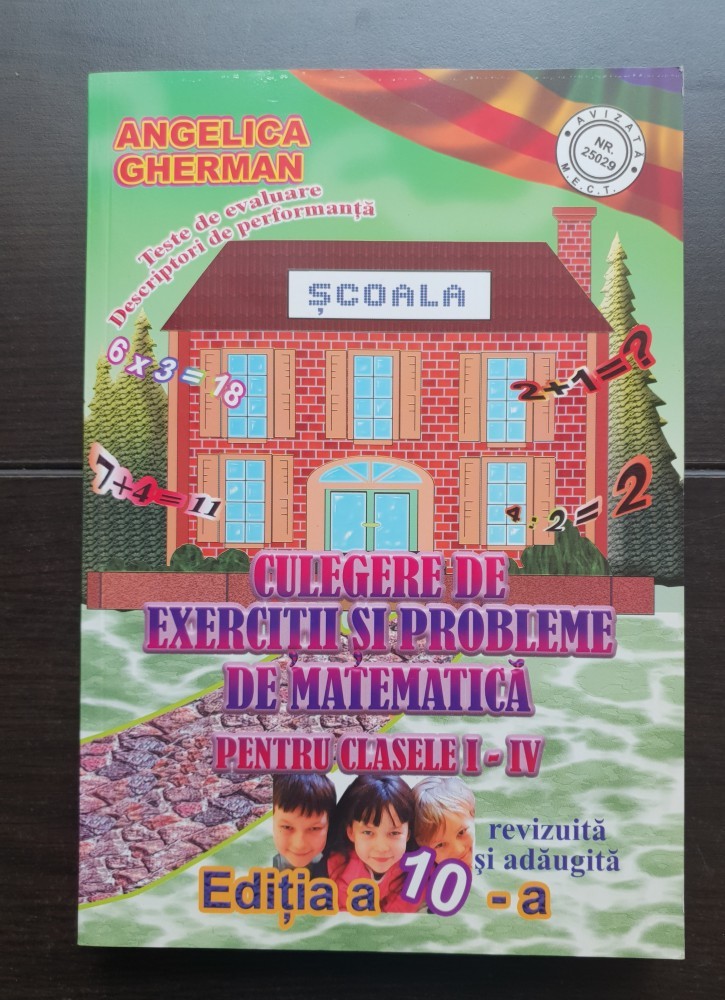 ANGELICA
GHERMAN
Teste de evaluare
Descriptori de performanță
AVIZATĂ
NR.
25029
M.E.C.T.
ȘCOALA
6 x 3 = 18
2+1=?
7+4=11
4 : 2 = 2
CULEGERE DE
EXERCIȚII ȘI PROBLEME
DE MATEMATICĂ
PENTRU CLASELE I - IV
revizuită
și adăugită
Ediția a 10 - a